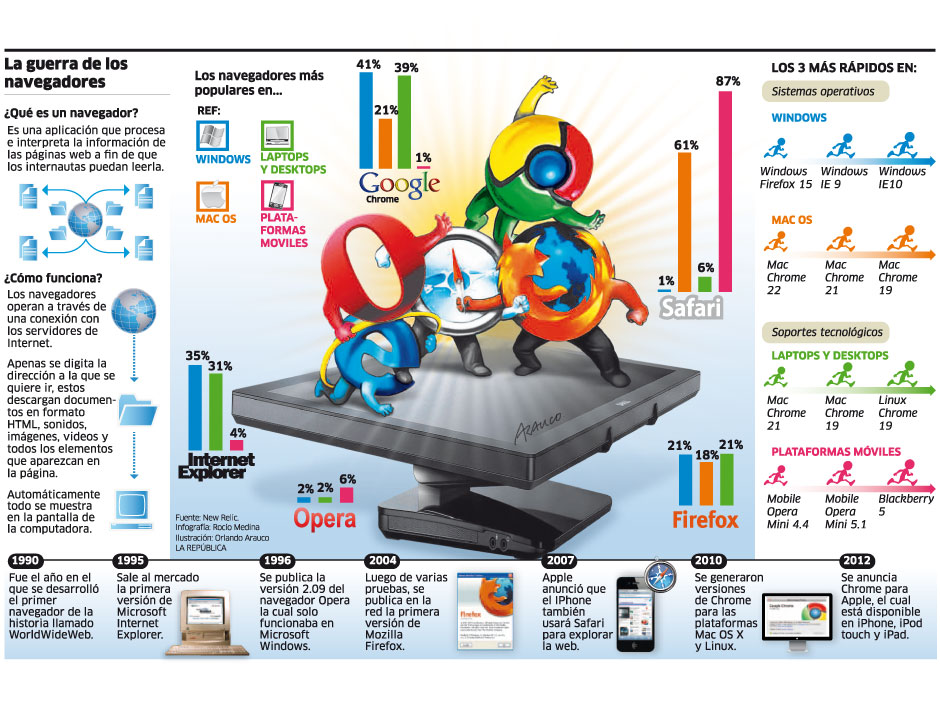 La guerra de los
navegadores
¿Qué es un navegador?
Es una aplicación que procesa
e interpreta la información de
las páginas web a fin de que
los internautas puedan leerla.
¿Cómo funciona?
Los navegadores
operan a través de
una conexión con
los servidores de
Internet.
Apenas se digita la
dirección a la que se
quiere ir, estos
descargan documen-
tos en formato
HTML, sonidos,
imágenes, videos y
todos los elementos
que aparezcan en
la página.
Automáticamente
todo se muestra
en la pantalla de
la computadora.
Los navegadores más
populares en...
REF:
WINDOWS
LAPTOPS
Y DESKTOPS
MAC OS
PLATA-
FORMAS
MOVILES
41%
21%
39%
1%
Google
Chrome
1%
61%
6%
87%
Safari
35%
31%
4%
Internet
Explorer
2%
2%
6%
Opera
21%
18%
21%
Firefox
ARAUCO
Fuente: New Relic.
Infografía: Rocío Medina
Ilustración: Orlando Arauco
LA REPÚBLICA
LOS 3 MÁS RÁPIDOS EN:
Sistemas operativos
WINDOWS
Windows
Firefox 15
Windows
IE 9
Windows
IE10
MAC OS
Mac
Chrome
22
Mac
Chrome
21
Mac
Chrome
19
Soportes tecnológicos
LAPTOPS Y DESKTOPS
Mac
Chrome
21
Mac
Chrome
19
Linux
Chrome
19
PLATAFORMAS MÓVILES
Mobile
Opera
Mini 4.4
Mobile
Opera
Mini 5.1
Blackberry
5
1990
Fue el año en el
que se desarrolló
el primer
navegador de la
historia llamado
WorldWideWeb.
1995
Sale al mercado
la primera
versión de
Microsoft
Internet
Explorer.
1996
Se publica la
versión 2.09 del
navegador Opera
la cual solo
funcionaba en
Microsoft
Windows.
2004
Luego de varias
pruebas, se
publica en la
red la primera
versión de
Mozilla
Firefox.
Firefox
2007
Apple
anunció que
el IPhone
también
usará Safari
para explorar
la web.
2010
Se generaron
versiones
de Chrome
para las
plataformas
Mac OS X
y Linux.
2012
Se anuncia
Chrome para
Apple, el cual
está disponible
en iPhone, iPod
touch y iPad.